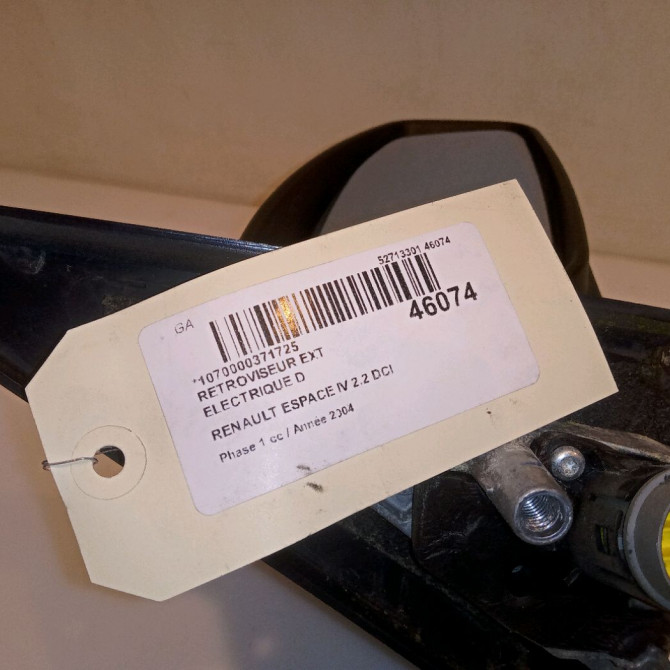 52713301 46074
GA
46074
*1070000371725
RETROVISEUR EXT
ELECTRIQUE D
RENAULT ESPACE IV 2.2 DCI
Phase 1 cc / Année 2004